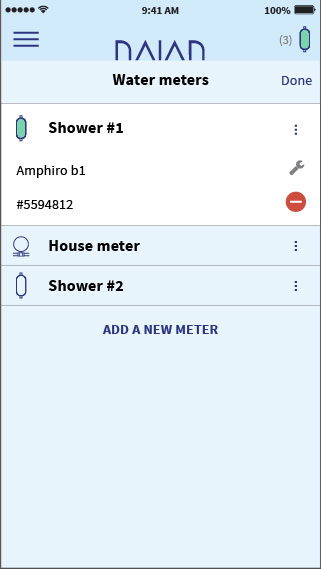 9:41 AM 100%
(3)
Water meters Done
Shower #1
Amphiro b1
#5594812
House meter
Shower #2
ADD A NEW METER